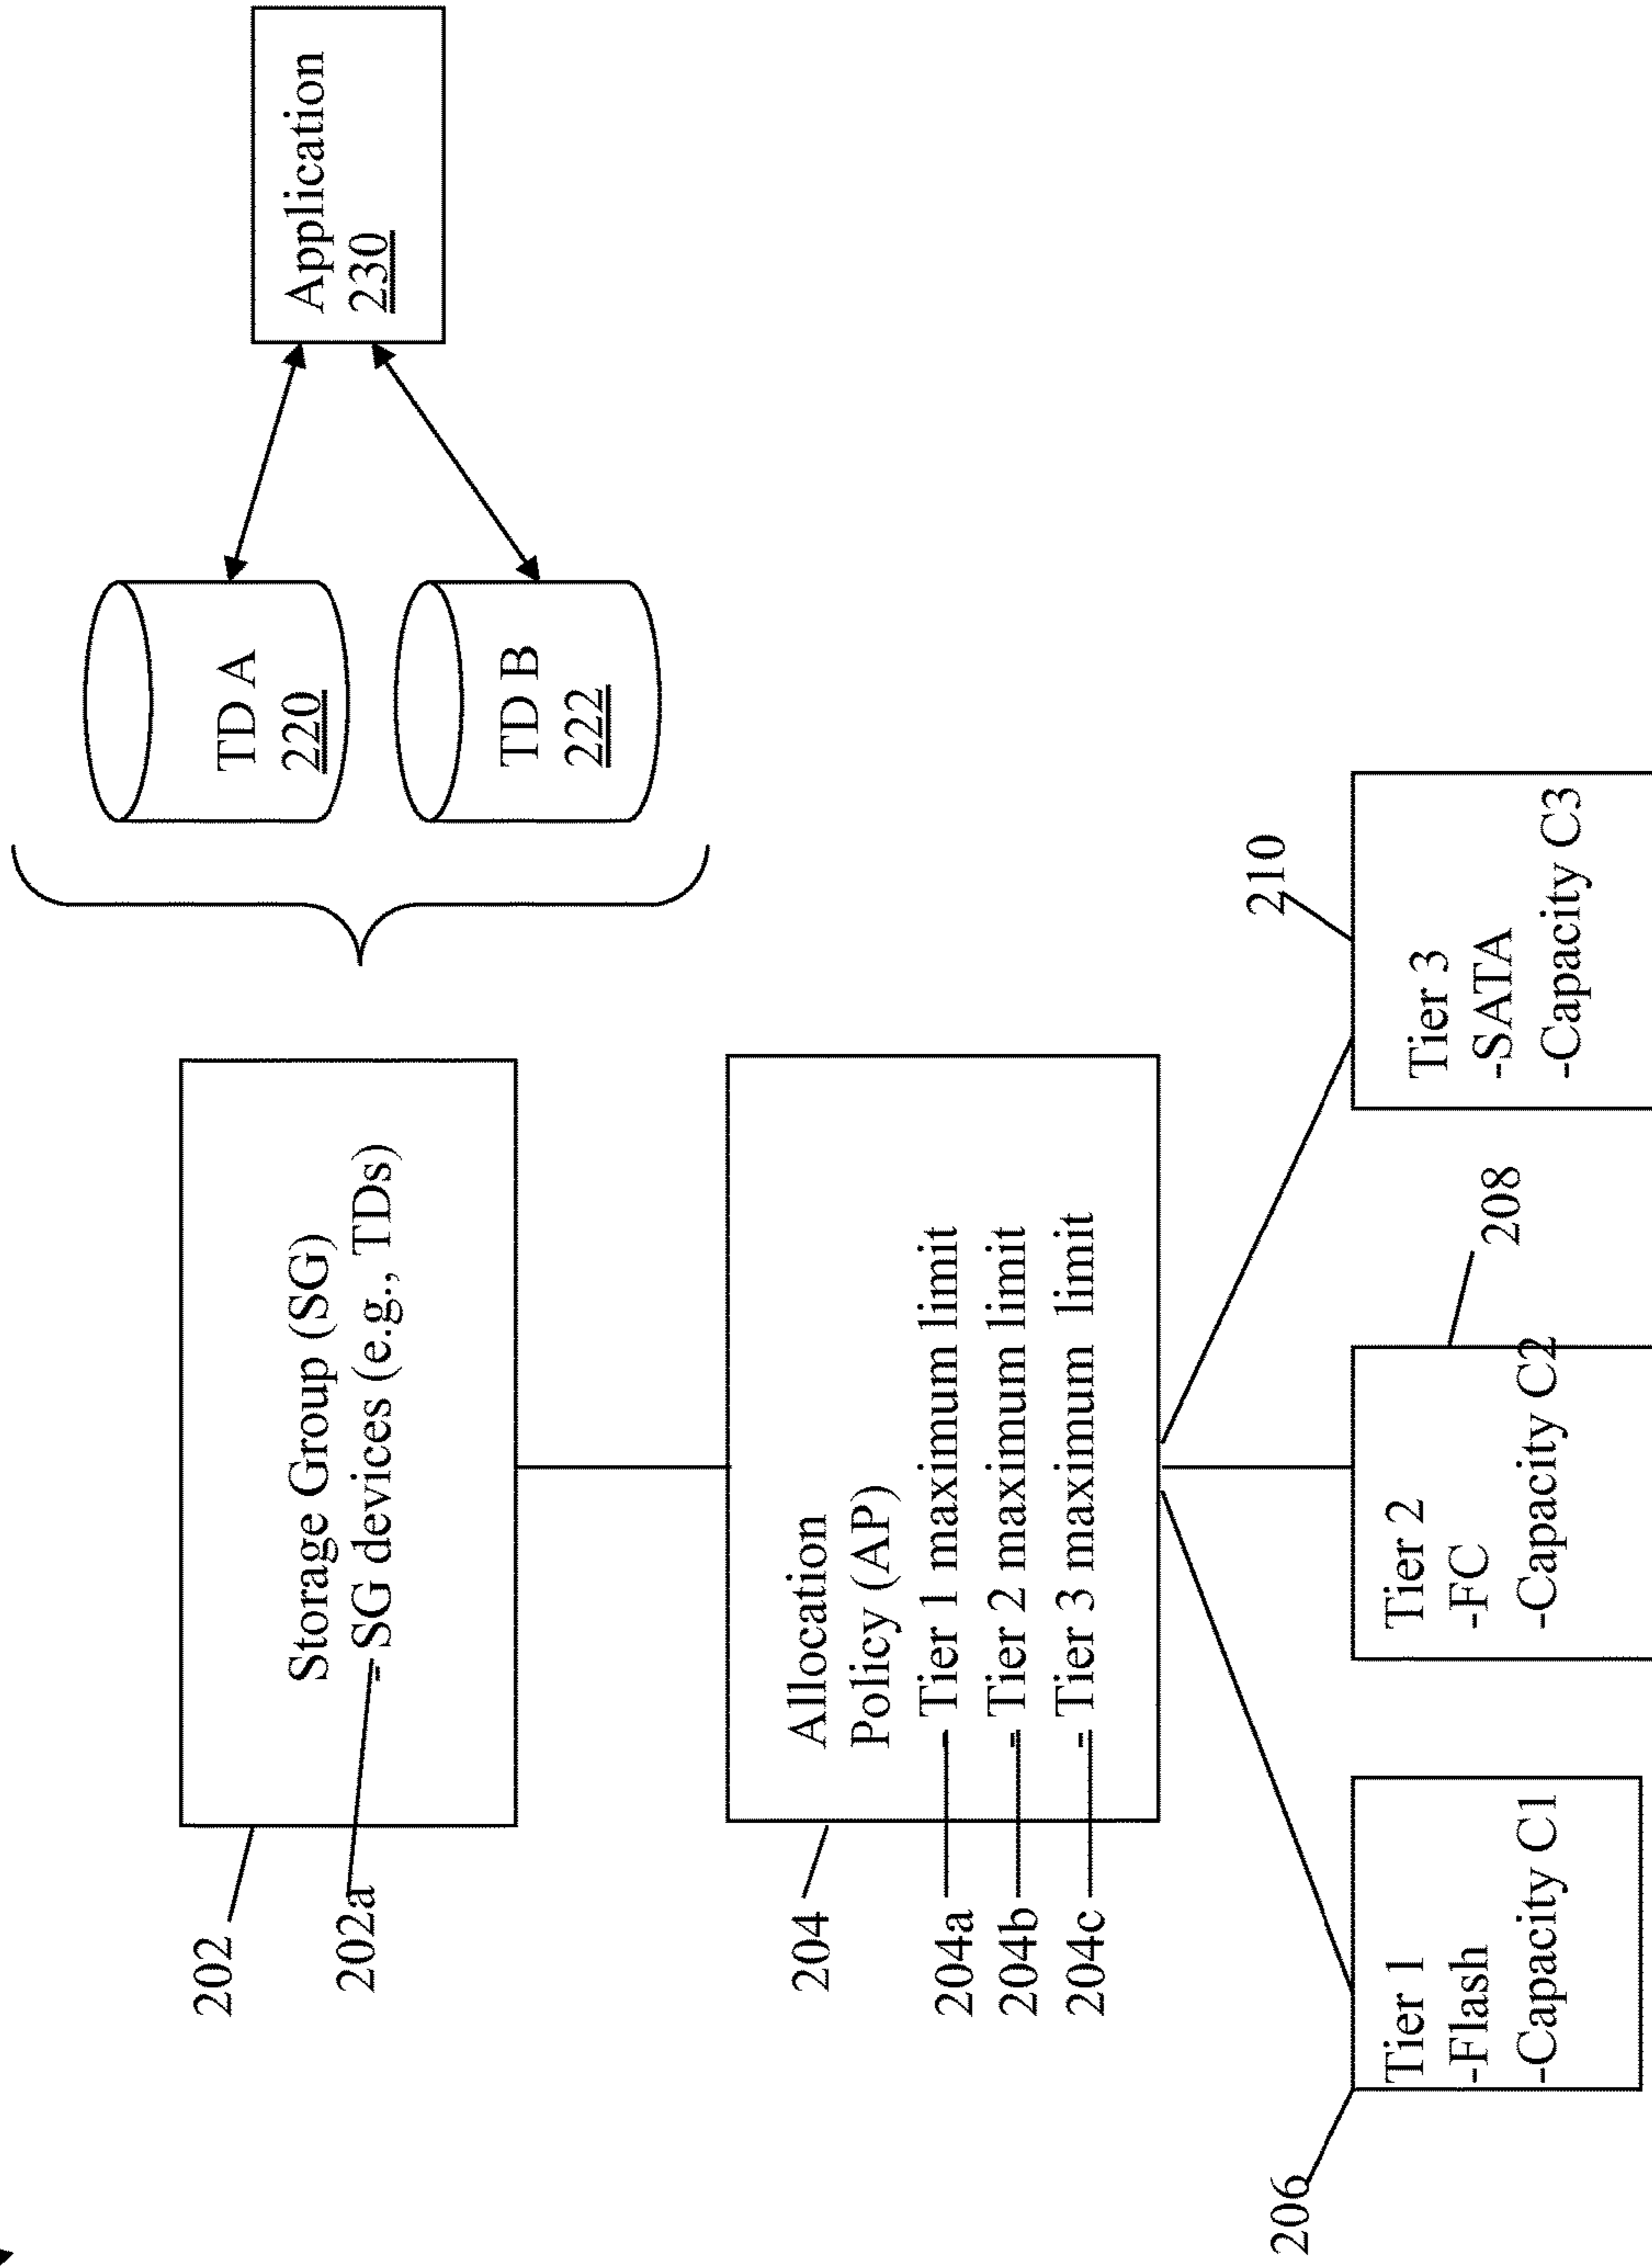 202
202a
Storage Group (SG)
- SG devices (e.g., TDs)
TD A
220
TD B
222
Application
230
204
204a
204b
204c
Allocation
Policy (AP)
-Tier 1 maximum limit
-Tier 2 maximum limit
-Tier 3 maximum limit
206
Tier 1
-Flash
-Capacity C1
208
Tier 2
-FC
-Capacity C2
210
Tier 3
-SATA
-Capacity C3